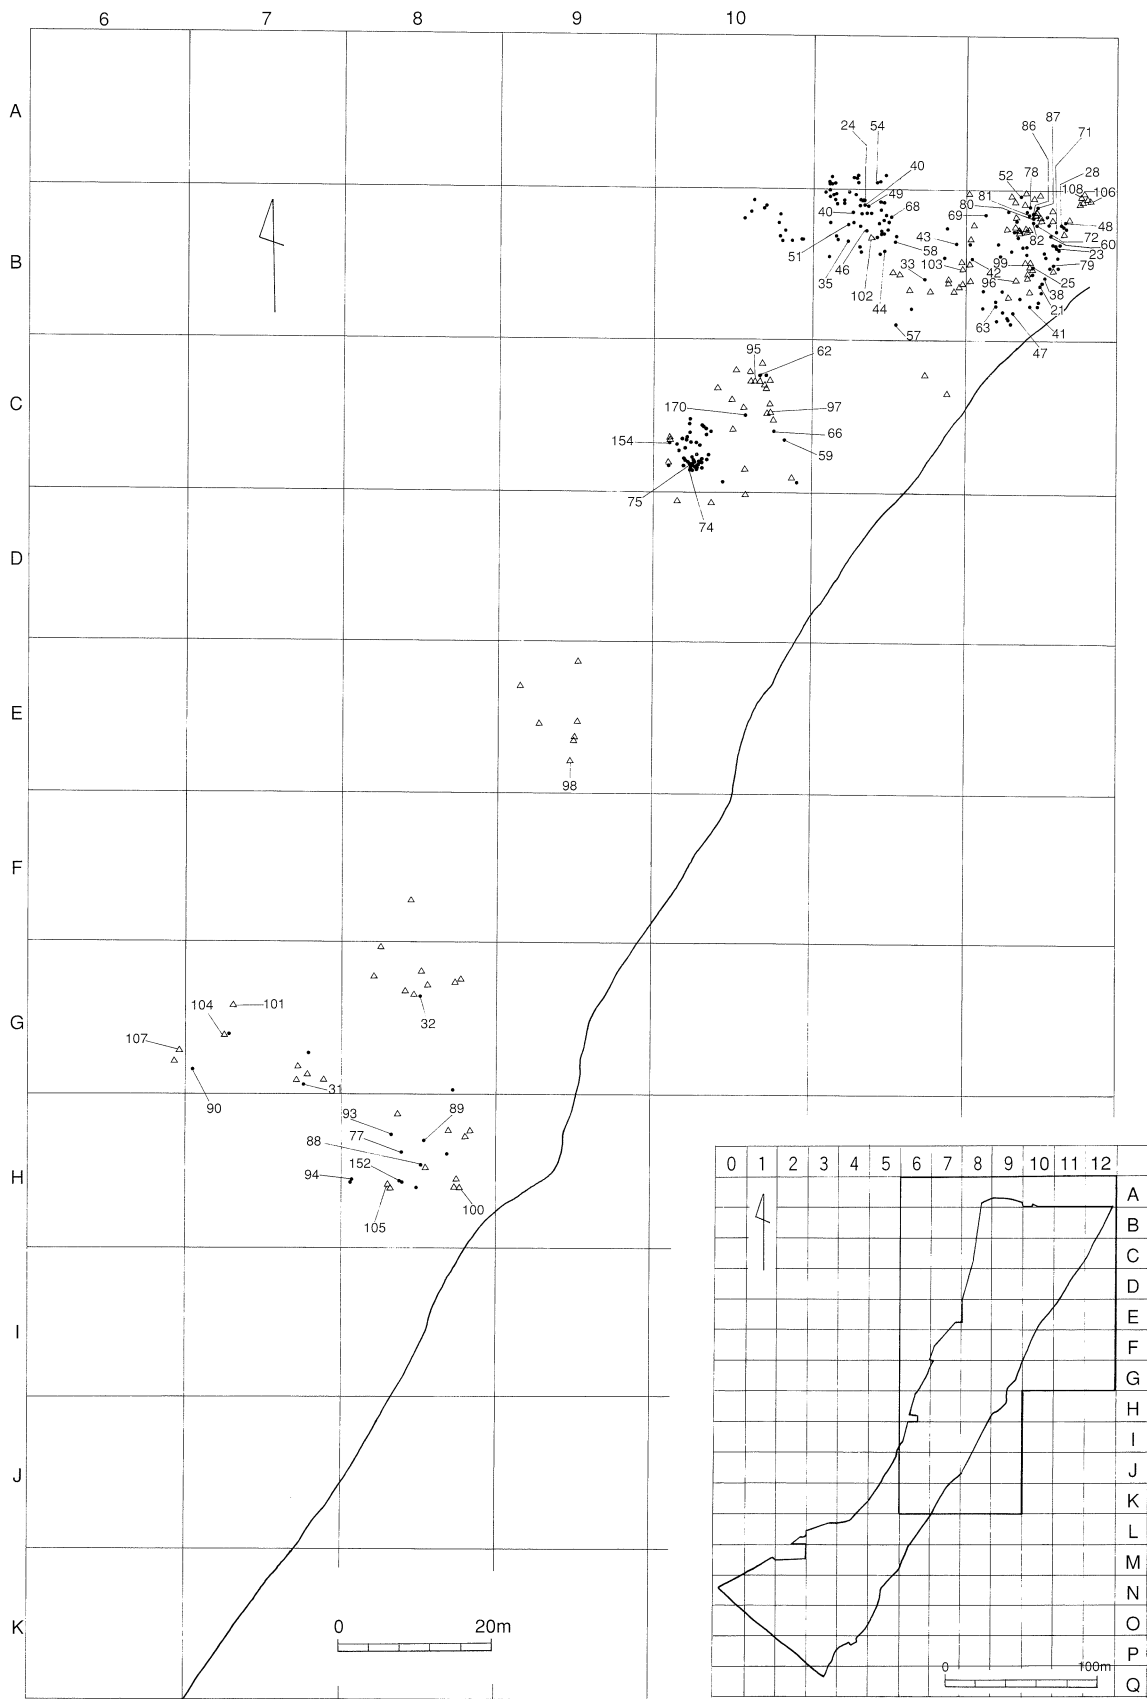 6 7 8 9 10
A
87
86 71
24 54
40 52 78 28
49 81 108 106
40 68 80
69 48
43 82 72
51 58 60
46 33 103 99 23
35 42 79
96 25
102 44 38
21
63 41
57 47
B
95 62
C
170 97
154 66
59
75
74
D
E
98
F
G
104 101
32
107
31
90
93 89
77
88
152
94
H
100
105
I
J
K
0 20m
0 1 2 3 4 5 6 7 8 9 10 11 12
A
B
C
D
E
F
G
H
I
J
K
L
M
N
O
P
Q
0 100m